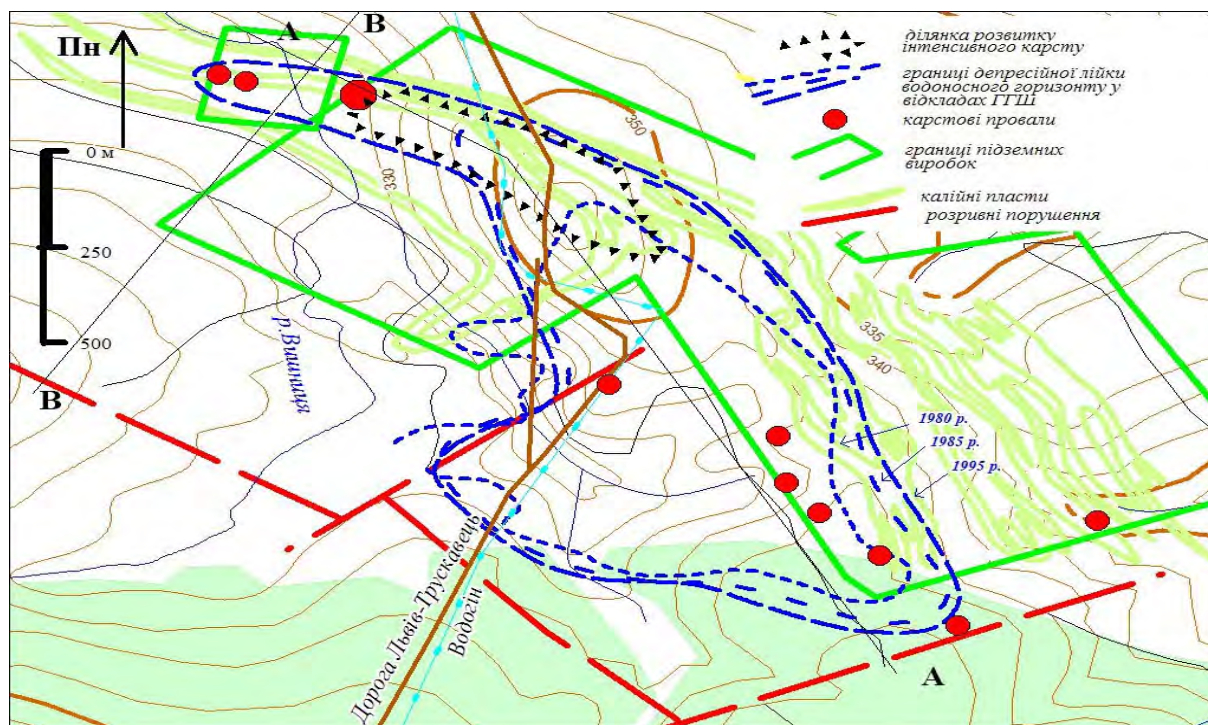 А
В
Пн
0 м
250
500
330
350
335
340
ділянка розвитку
інтенсивного карсту
границі депресійної лійки
водоносного горизонту у
відкладах ГГШ
карстові провали
границі підземних
виробок
калійні пласти
розривні порушення
р.Вишниця
В
1980 р.
1985 р.
1995 р.
Дорога Львів-Трускавець
Водогін
А